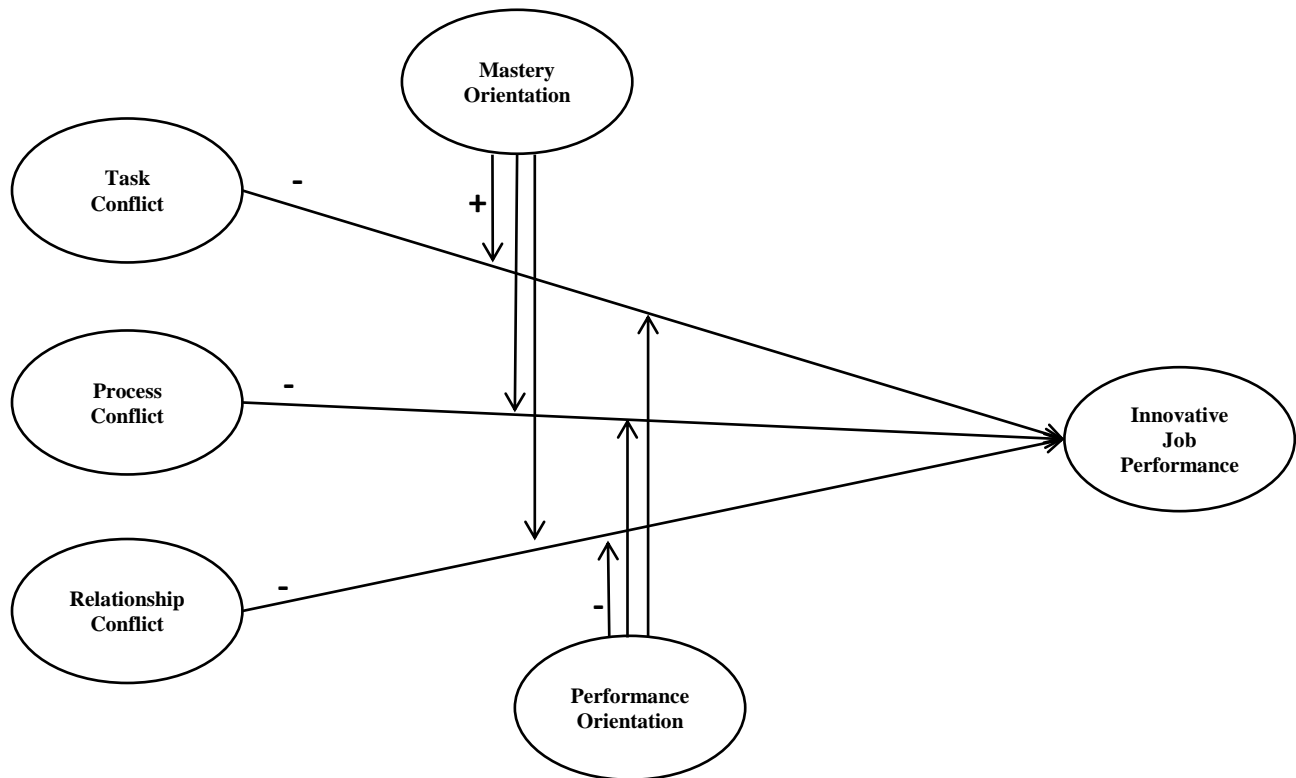 Mastery
Orientation
Task
Conflict
-
+
Process
Conflict
-
Innovative
Job
Performance
Relationship
Conflict
-
-
Performance
Orientation